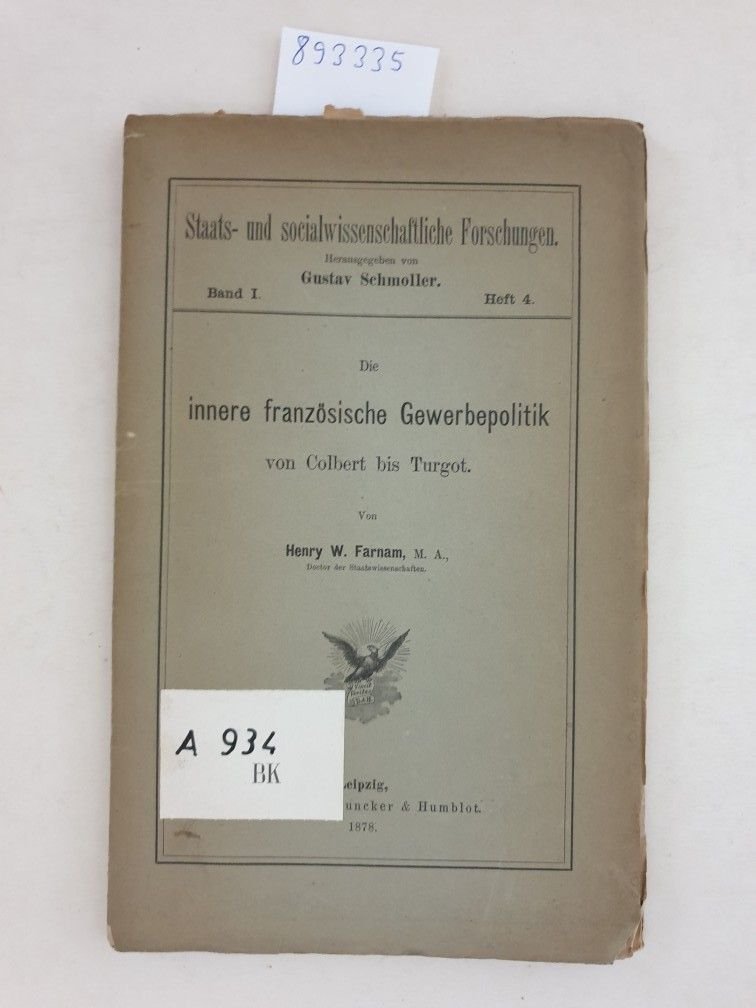 893335
Staats- und socialwissenschaftliche Forschungen.
Herausgegeben von
Gustav Schmoller.
Band I.
Heft 4.
Die
innere französische Gewerbepolitik
von Colbert bis Turgot.
Von
Henry W. Farnam, M. A.,
Doctor der Staatswissenschaften.
A 934
BK
eipzig,
uncker & Humblot.
1878.